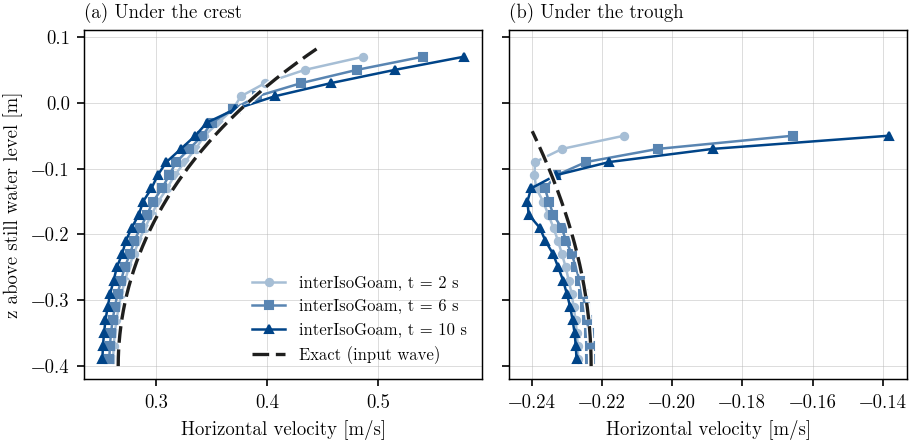 (a) Under the crest
(b) Under the trough
z above still water level [m]
0.1
0.0
−0.1
−0.2
−0.3
−0.4
interIsoGoam, t = 2 s
interIsoGoam, t = 6 s
interIsoGoam, t = 10 s
Exact (input wave)
0.3 0.4 0.5
−0.24 −0.22 −0.20 −0.18 −0.16 −0.14
Horizontal velocity [m/s]
Horizontal velocity [m/s]